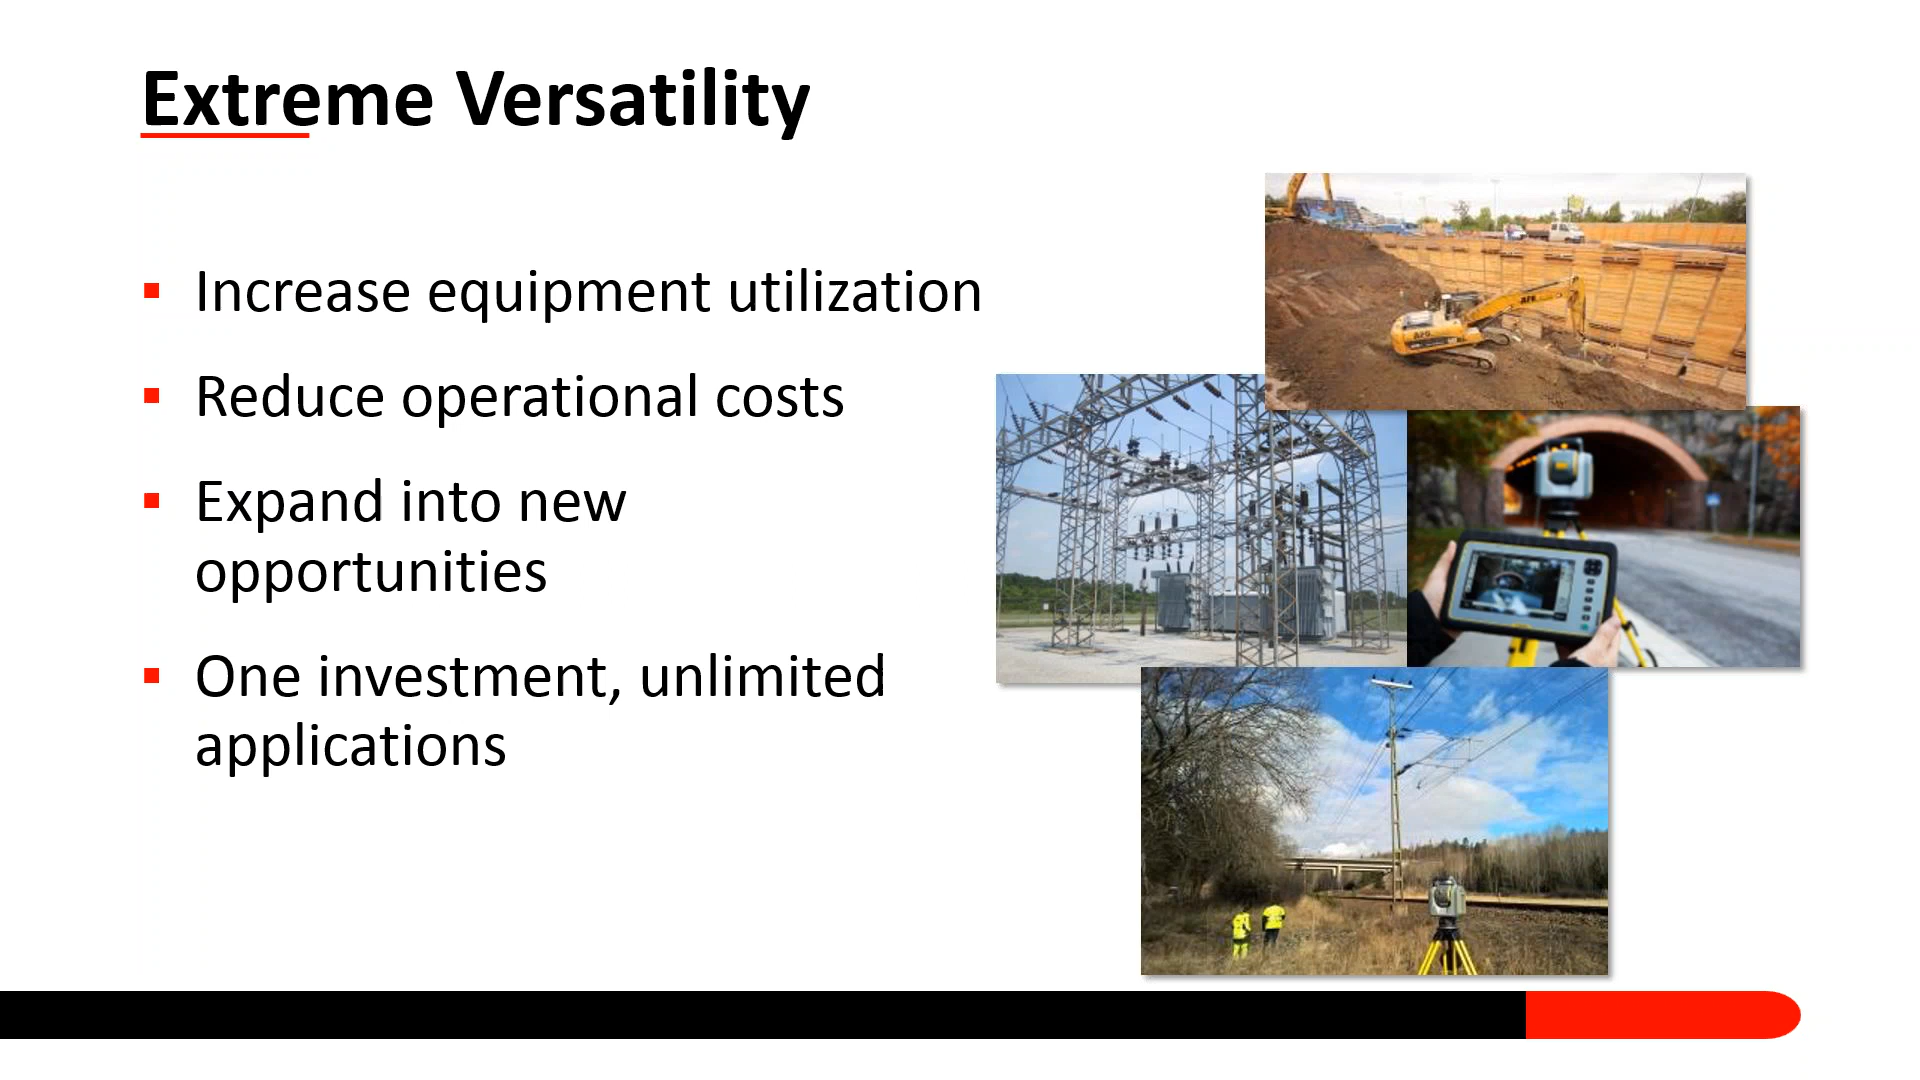 Extreme Versatility
Increase equipment utilization
Reduce operational costs
Expand into new
opportunities
One investment, unlimited
applications